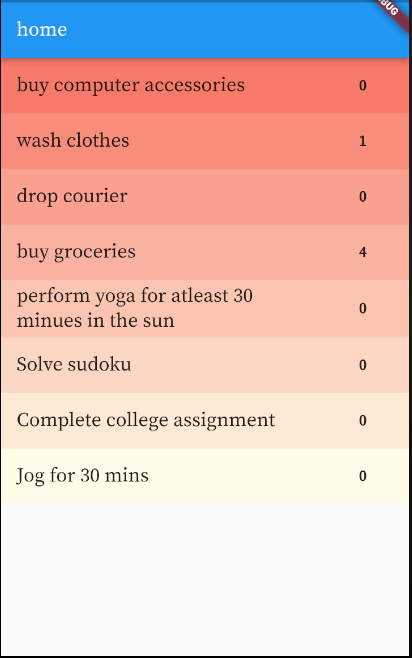 home
buy computer accessories 0
wash clothes 1
drop courier 0
buy groceries 4
perform yoga for atleast 30
minues in the sun 0
Solve sudoku 0
Complete college assignment 0
Jog for 30 mins 0